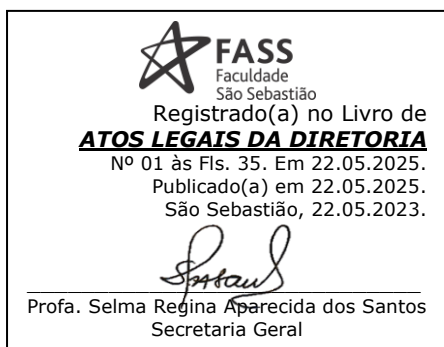 FASS
Faculdade
São Sebastião
Registrado(a) no Livro de
ATOS LEGAIS DA DIRETORIA
Nº 01 às Fls. 35. Em 22.05.2025.
Publicado(a) em 22.05.2025.
São Sebastião, 22.05.2023.
Profa. Selma Regina Aparecida dos Santos
Secretaria Geral